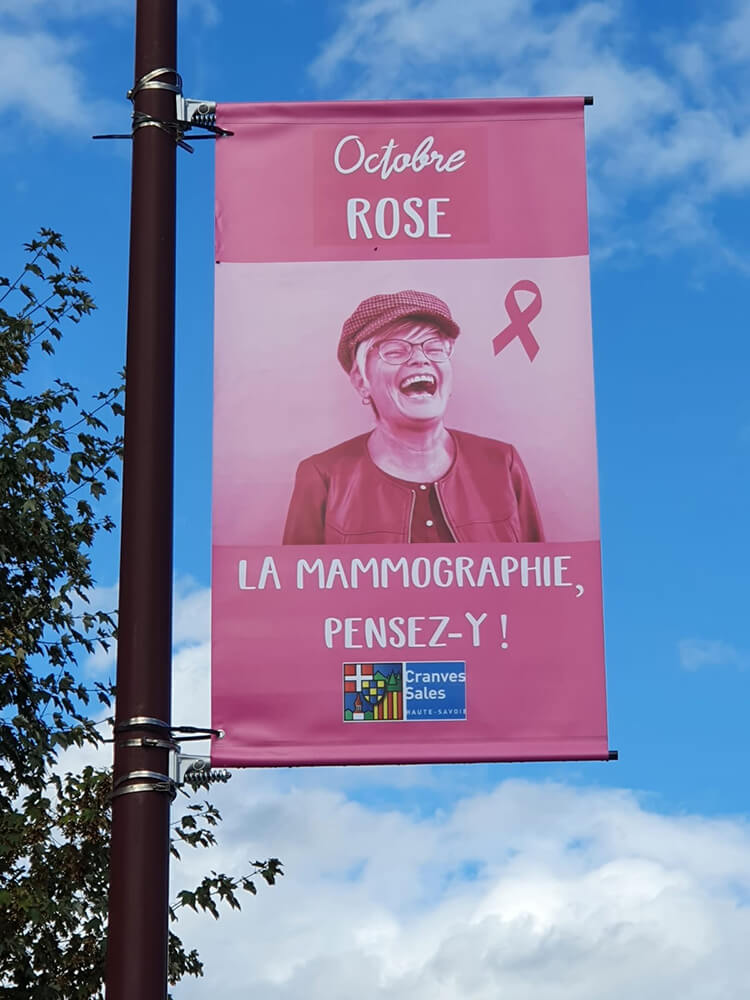 Octobre
ROSE
LA MAMMOGRAPHIE,
PENSEZ-Y !
Cranves
Sales
HAUTE-SAVOIE